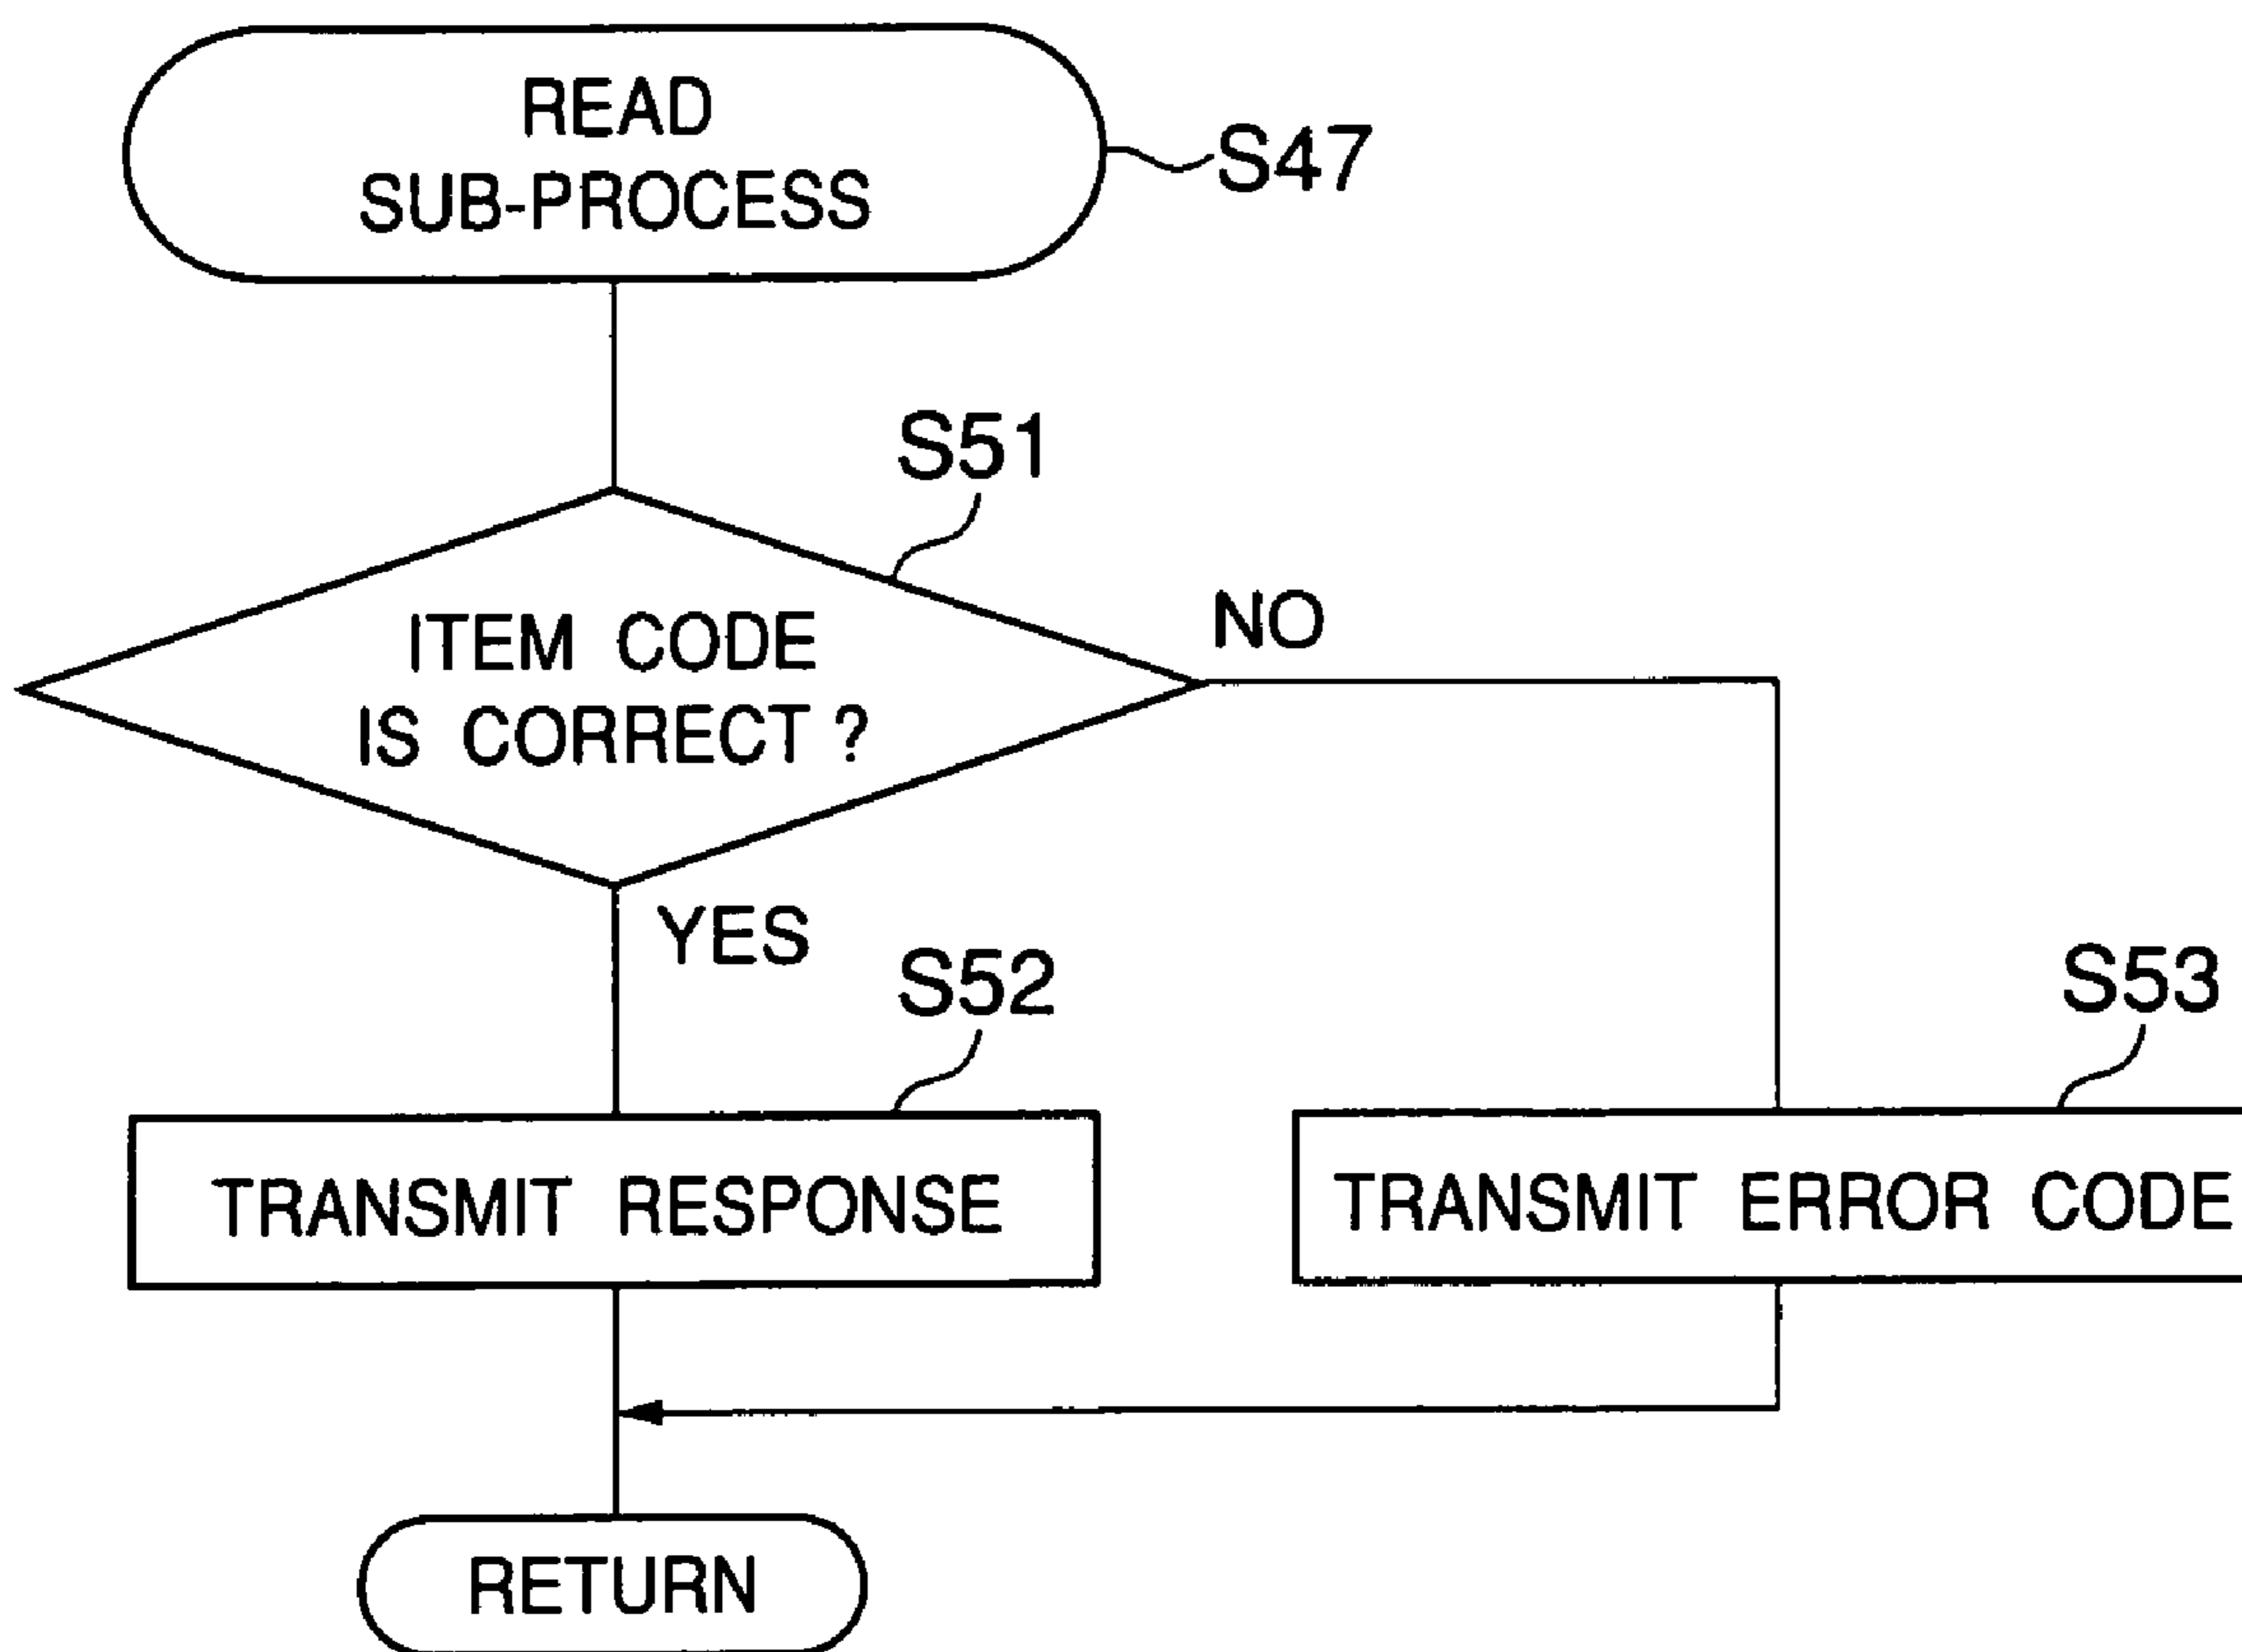 READ
SUB-PROCESS
S47
S51
ITEM CODE
IS CORRECT ?
NO
YES
S52
S53
TRANSMIT RESPONSE
TRANSMIT ERROR CODE
RETURN